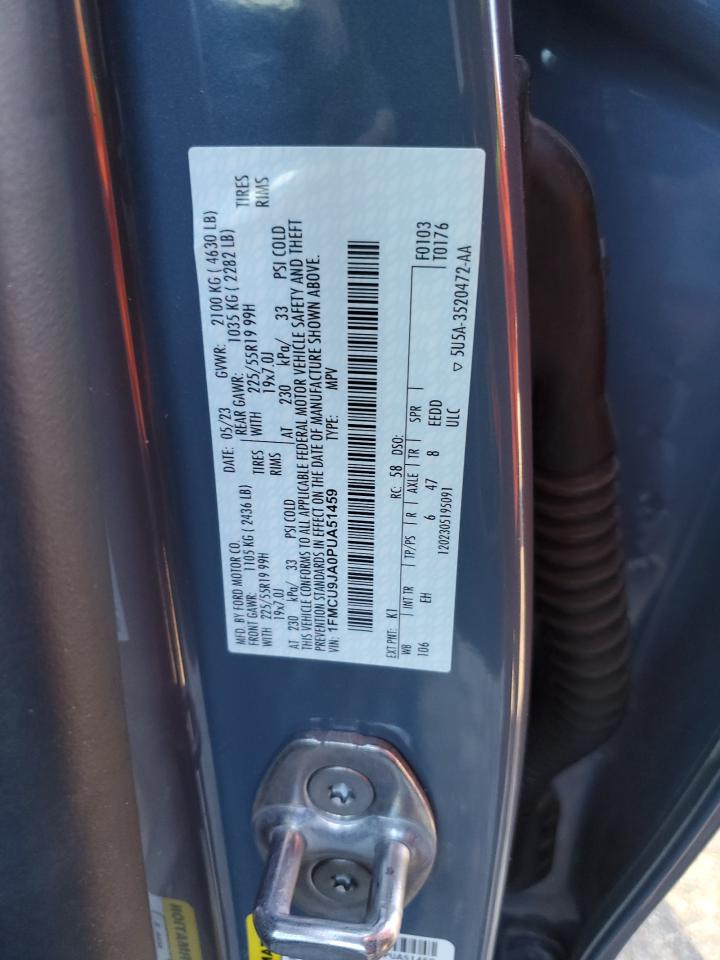 MFD. BY FORD MOTOR CO.
DATE: 05/23 GVWR: 2100 KG ( 4630 LB)
FRONT GAWR: 1105 KG ( 2436 LB) REAR GAWR: 1035 KG ( 2282 LB)
WITH 225/55R19 99H TIRES WITH 225/55R19 99H TIRES
19x7.0J RIMS 19x7.0J RIMS
AT 230 kPa/ 33 PSI COLD AT 230 kPa/ 33 PSI COLD
THIS VEHICLE CONFORMS TO ALL APPLICABLE FEDERAL MOTOR VEHICLE SAFETY AND THEFT
PREVENTION STANDARDS IN EFFECT ON THE DATE OF MANUFACTURE SHOWN ABOVE.
VIN: 1FMCU9JA0PUA51459 TYPE: MPV
EXT PNT: K1 RC: 58 DSO: F0103
WB INT TR TP/PS R AXLE TR SPR T0176
106 EH 6 47 8 EEDD
1202305195091 ULC
▽ 5U5A-3520472-AA